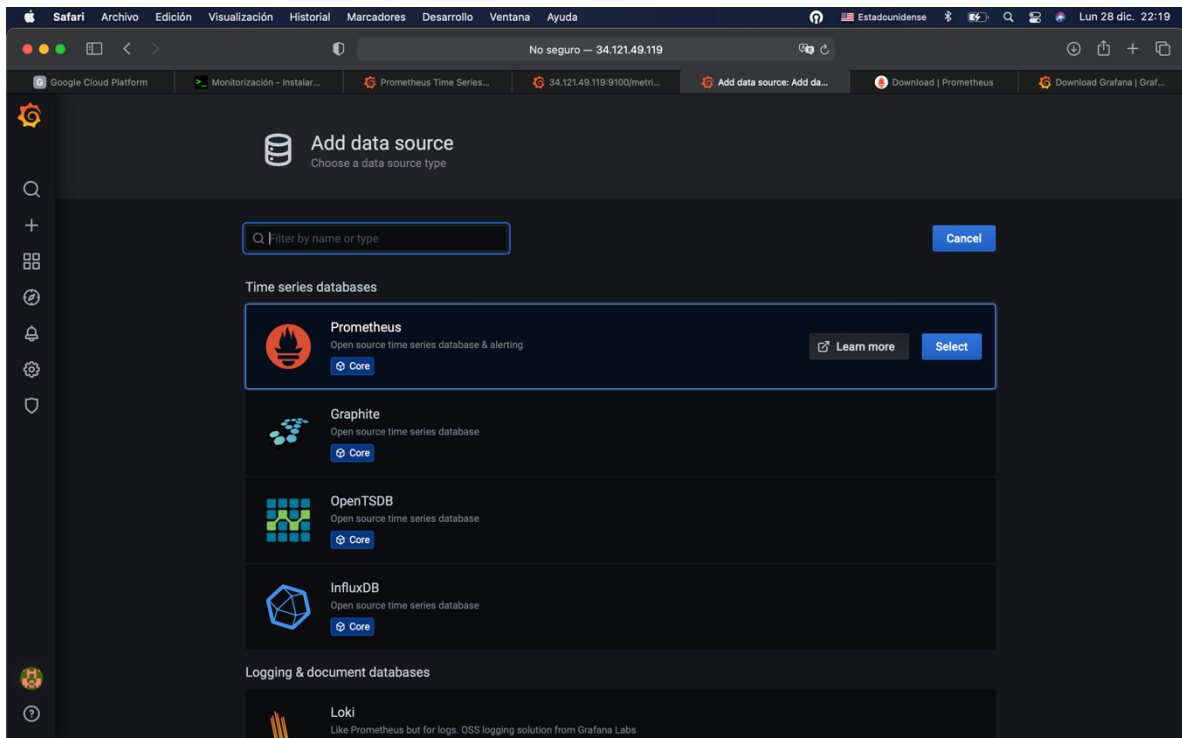 Safari Archivo Edición Visualización Historial Marcadores Desarrollo Ventana Ayuda Estadounidense Lun 28 dic. 22:19
No seguro — 34.121.49.119
G Google Cloud Platform >_ Monitorización - Instalar... Prometheus Time Series... 34.121.49.119:9100/metri... Add data source: Add da... Download | Prometheus Download Grafana | Graf...
Add data source
Choose a data source type
Filter by name or type
Cancel
Time series databases
Prometheus
Open source time series database & alerting
Core
Learn more
Select
Graphite
Open source time series database
Core
OpenTSDB
Open source time series database
Core
InfluxDB
Open source time series database
Core
Logging & document databases
Loki
Like Prometheus but for logs. OSS logging solution from Grafana Labs